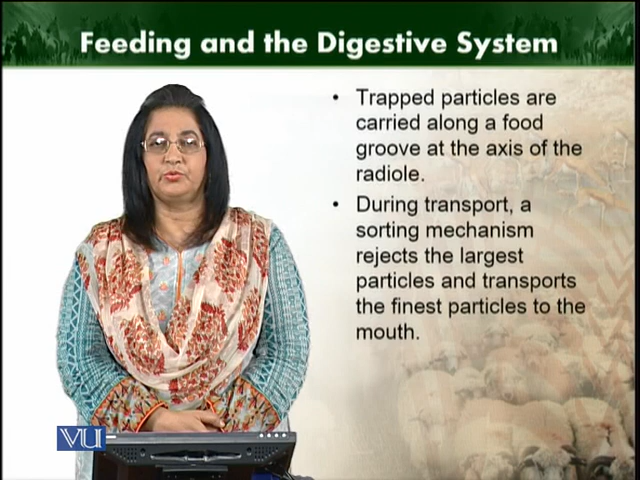 Feeding and the Digestive System
• Trapped particles are
carried along a food
groove at the axis of the
radiole.
• During transport, a
sorting mechanism
rejects the largest
particles and transports
the finest particles to the
mouth.
VU